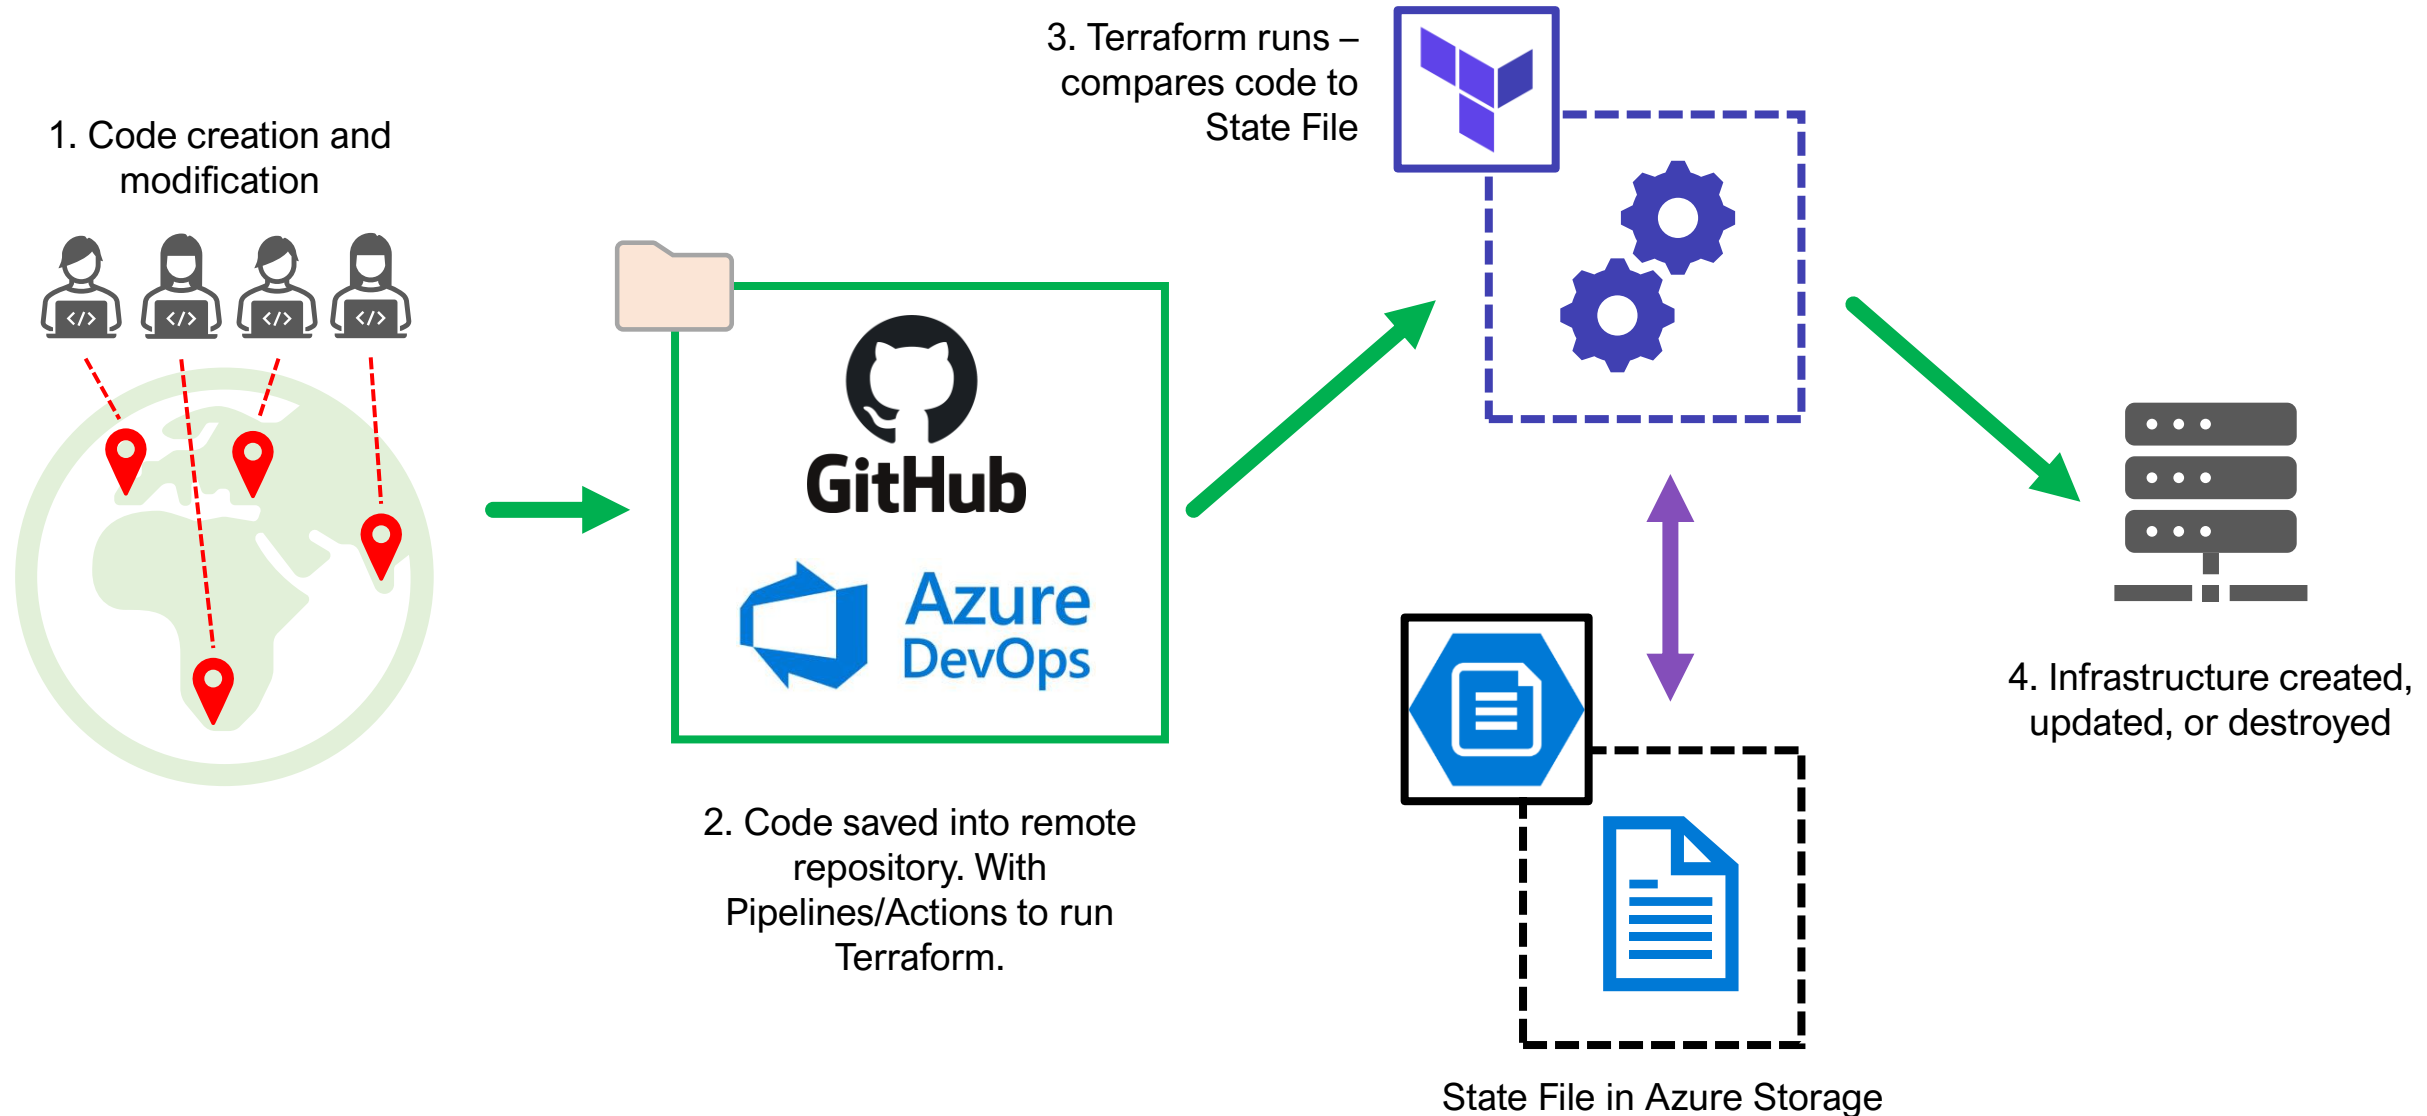 1. Code creation and
modification
</>
</>
</>
</>
GitHub
Azure
DevOps
2. Code saved into remote
repository. With
Pipelines/Actions to run
Terraform.
3. Terraform runs –
compares code to
State File
State File in Azure Storage
4. Infrastructure created,
updated, or destroyed